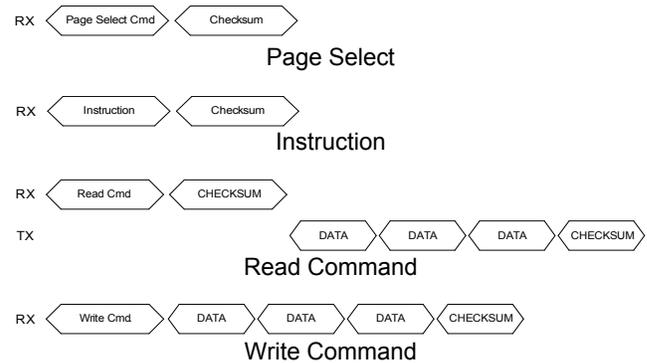 RX Page Select Cmd Checksum
Page Select
RX Instruction Checksum
Instruction
RX Read Cmd CHECKSUM
TX DATA DATA DATA CHECKSUM
Read Command
RX Write Cmd. DATA DATA DATA CHECKSUM
Write Command